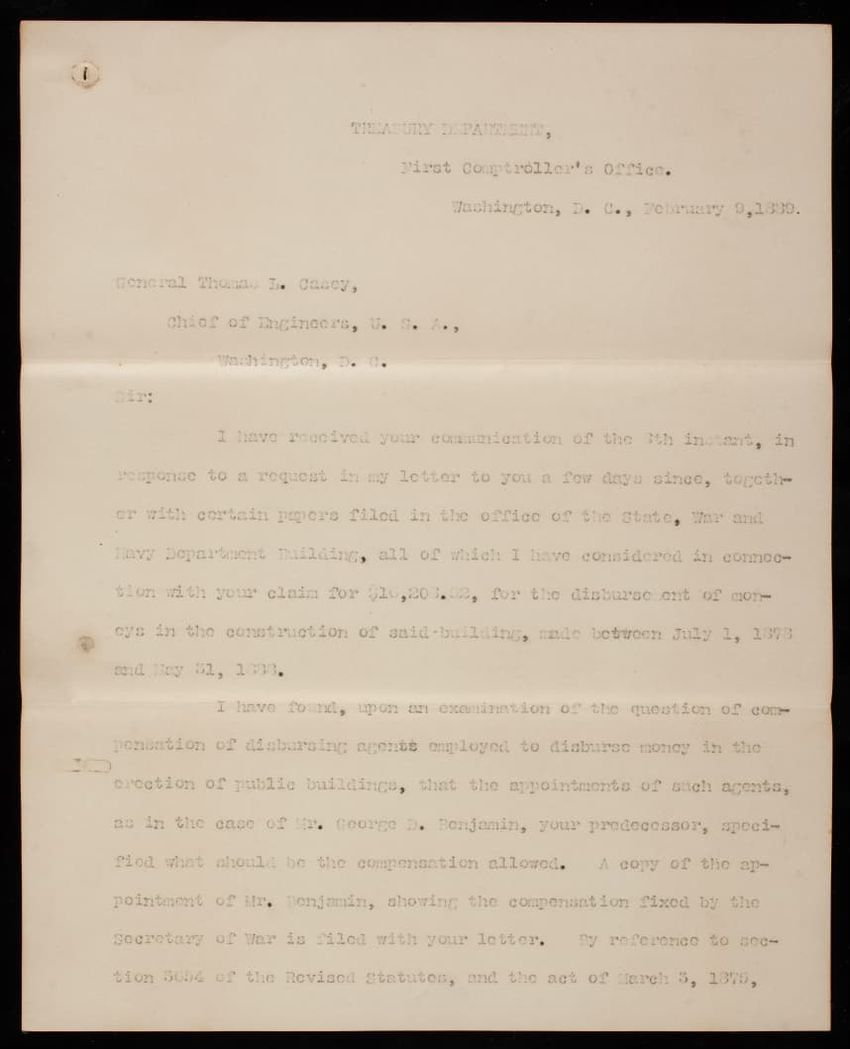 TREASURY DEPARTMENT,
First Comptroller's Office.
Washington, D. C., February 9,1889.
General Thomas L. Casey,
Chief of Engineers, U. S. A.,
Washington, D. C.
Sir:
I have received your communication of the 8th instant, in
response to a request in my letter to you a few days since, togeth-
er with certain papers filed in the office of the State, War and
Navy Department Building, all of which I have considered in connec-
tion with your claim for for the disbursement of mon-
eys in the construction of said building, made between July 1, 1878
and May 31, 1888.
I have found, upon an examination of the question of com-
pensation of disbursing agents employed to disburse money in the
erection of public buildings, that the appointments of such agents,
as in the case of Mr. George D. Benjamin, your predecessor, speci-
fied what should be the compensation allowed. A copy of the ap-
pointment of Mr. Benjamin, showing the compensation fixed by the
Secretary of War is filed with your letter. By reference to sec-
tion 3654 of the Revised Statutes, and the act of March 3, 1875,